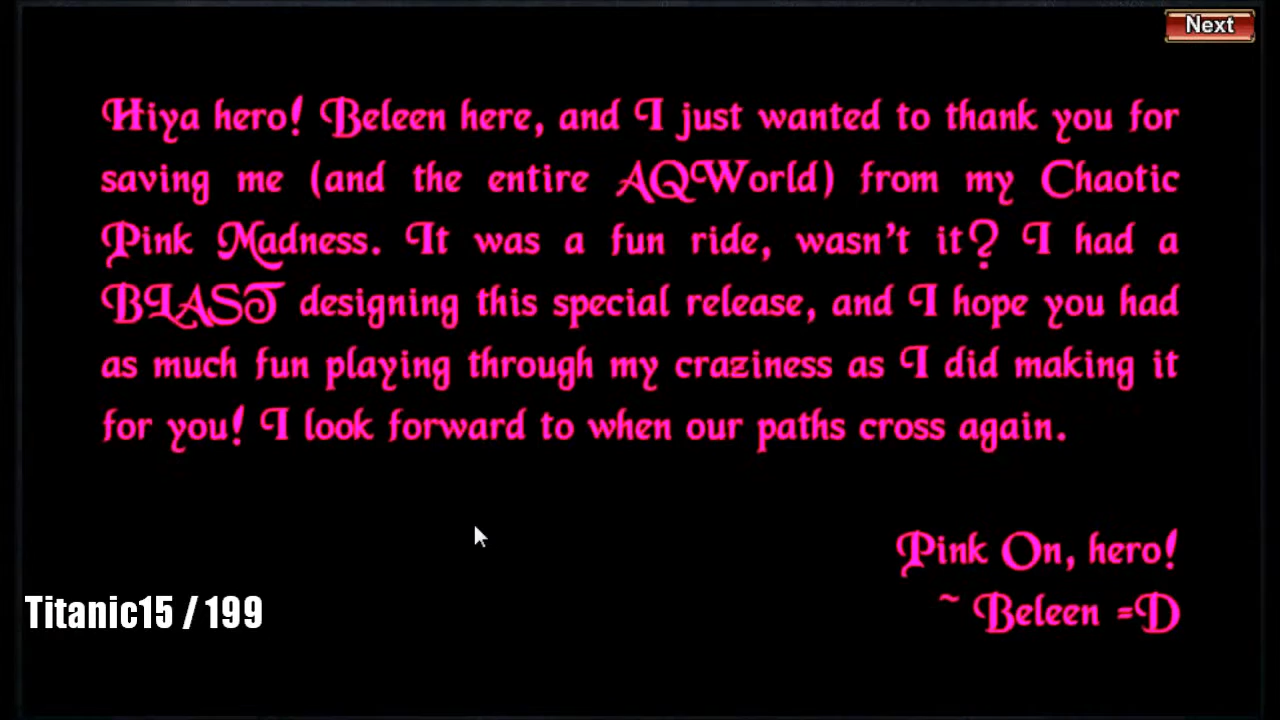 Next
Hiya hero! Beleen here, and I just wanted to thank you for
saving me (and the entire AQWorld) from my Chaotic
Pink Madness. It was a fun ride, wasn't it? I had a
BLAST designing this special release, and I hope you had
as much fun playing through my craziness as I did making it
for you! I look forward to when our paths cross again.
Pink On, hero!
~ Beleen =D
Titanic15 / 199